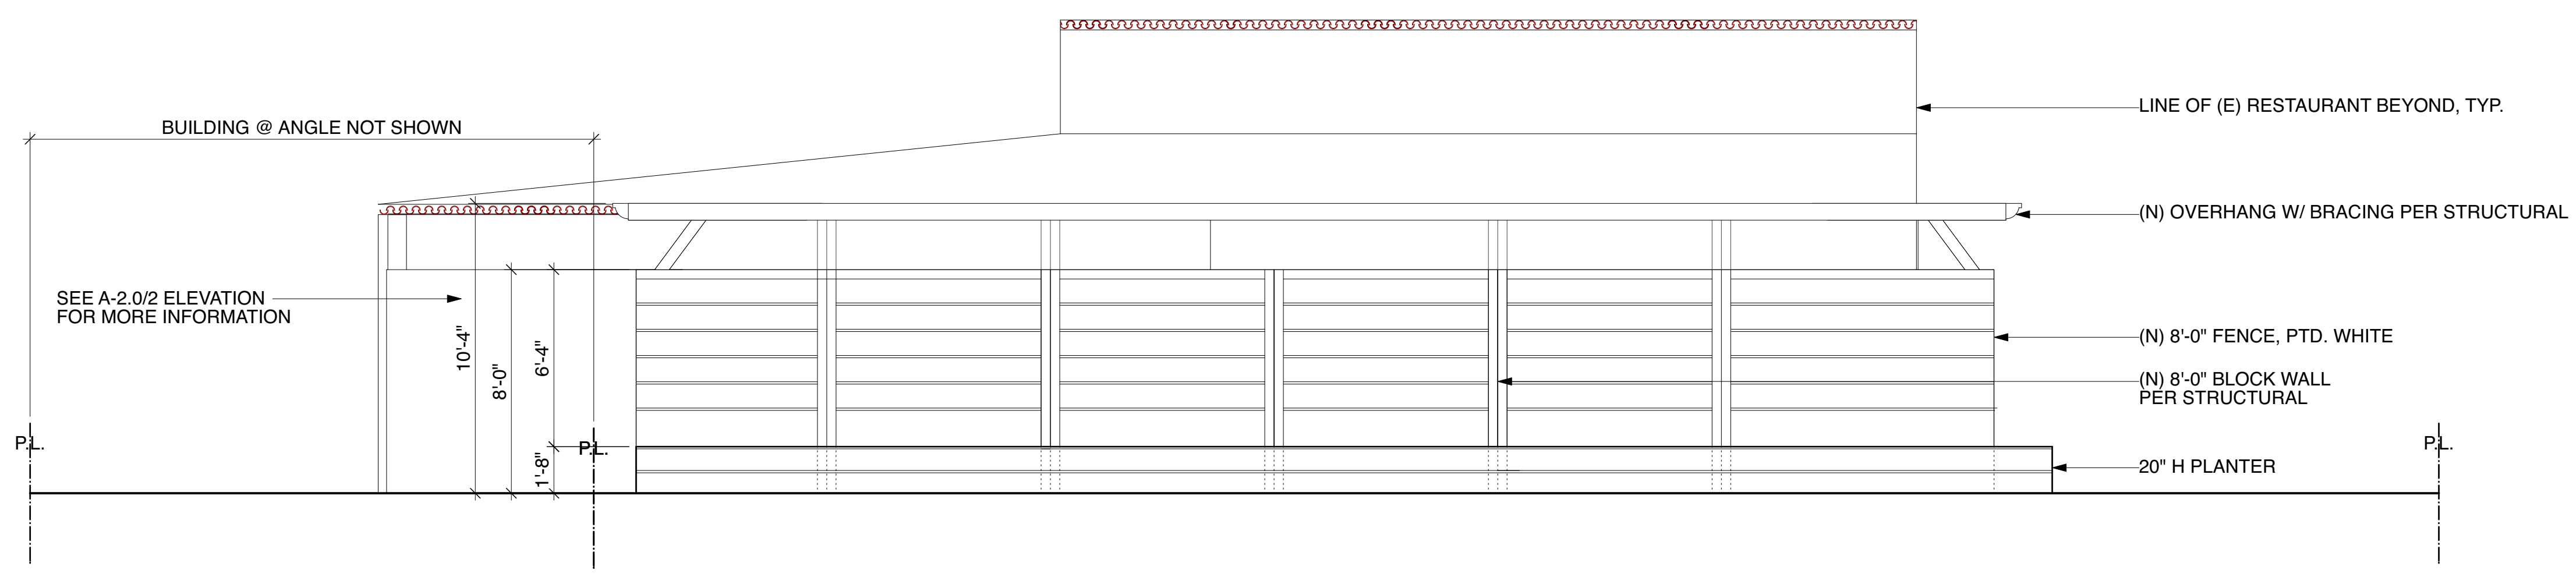 LINE OF (E) RESTAURANT BEYOND, TYP.
BUILDING @ ANGLE NOT SHOWN
(N) OVERHANG W/ BRACING PER STRUCTURAL
SEE A-2.0/2 ELEVATION
FOR MORE INFORMATION
10'-4"
8'-0"
6'-4"
(N) 8'-0" FENCE, PTD. WHITE
(N) 8'-0" BLOCK WALL
PER STRUCTURAL
P.L.
P.L.
P.L.
1'-8"
20" H PLANTER